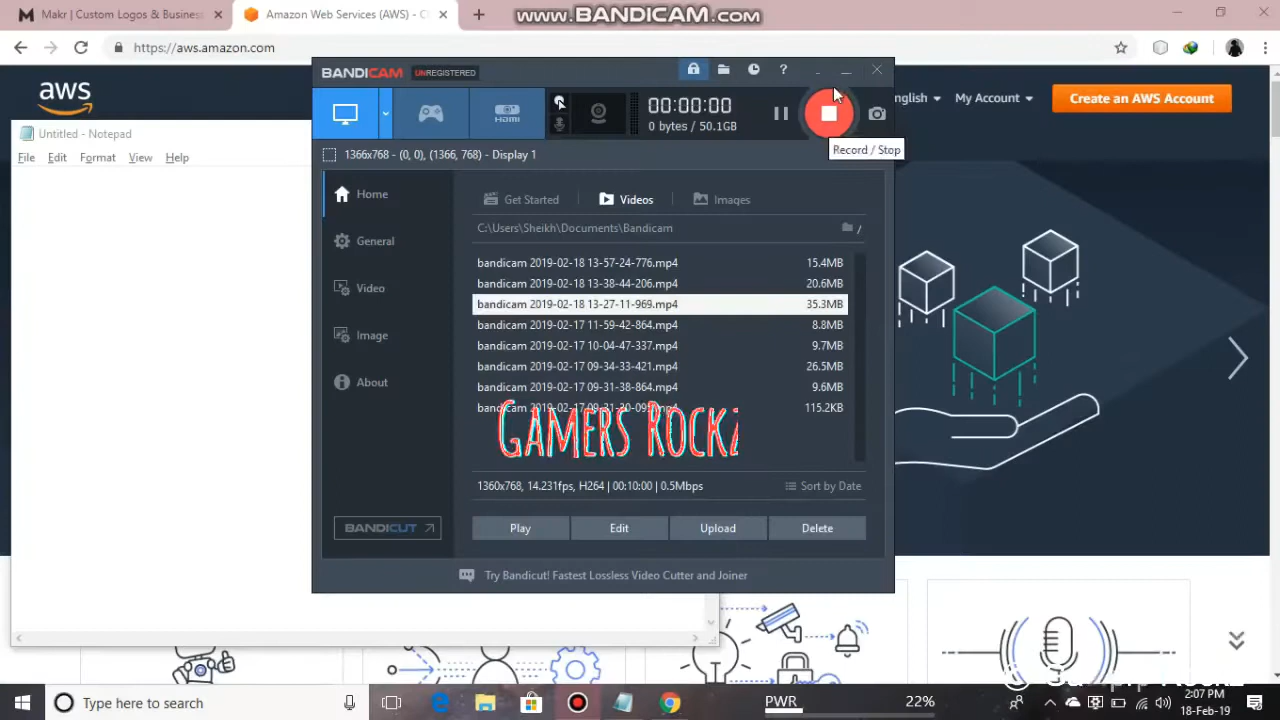 Makr | Custom Logos & Business
Amazon Web Services (AWS) - C
www.BANDICAM.com
https://aws.amazon.com
aws
BANDICAM UNREGISTERED
nglish
My Account
Create an AWS Account
HDMI
00:00:00
0 bytes / 50.1GB
Record / Stop
Untitled - Notepad
File Edit Format View Help
1366x768 - (0, 0), (1366, 768) - Display 1
Home
General
Video
Image
About
Get Started
Videos
Images
C:\Users\Sheikh\Documents\Bandicam
bandicam 2019-02-18 13-57-24-776.mp4 15.4MB
bandicam 2019-02-18 13-38-44-206.mp4 20.6MB
bandicam 2019-02-18 13-27-11-969.mp4 35.3MB
bandicam 2019-02-17 11-59-42-864.mp4 8.8MB
bandicam 2019-02-17 10-04-47-337.mp4 9.7MB
bandicam 2019-02-17 09-34-33-421.mp4 26.5MB
bandicam 2019-02-17 09-31-38-864.mp4 9.6MB
115.2KB
GAMERS ROCKZ
1360x768, 14.231fps, H264 | 00:10:00 | 0.5Mbps
Sort by Date
Play Edit Upload Delete
BANDICUT
Try Bandicut! Fastest Lossless Video Cutter and Joiner
Type here to search
PWR
22%
2:07 PM
18-Feb-19